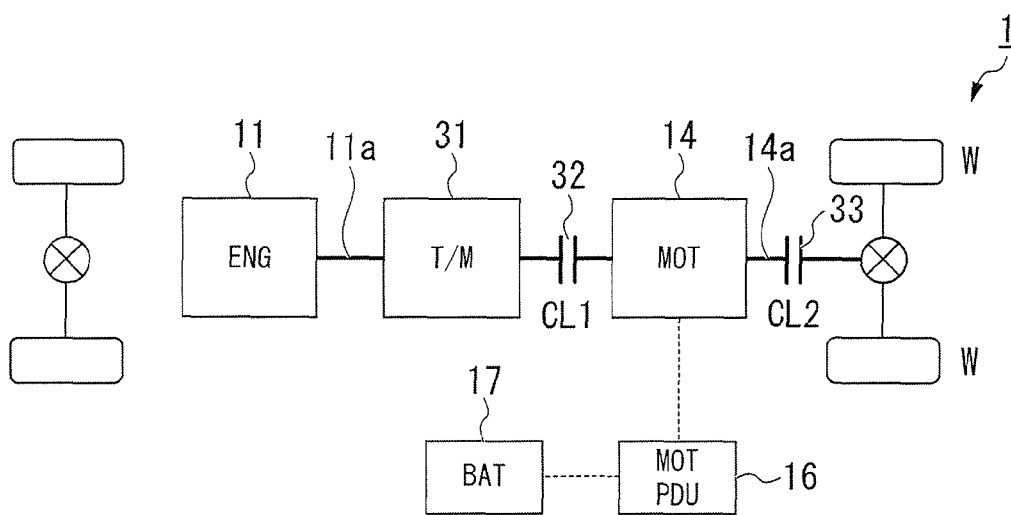 1
11
11a
31
32
14
14a
33
W
ENG
T/M
MOT
CL1
CL2
W
17
BAT
MOT
PDU
16